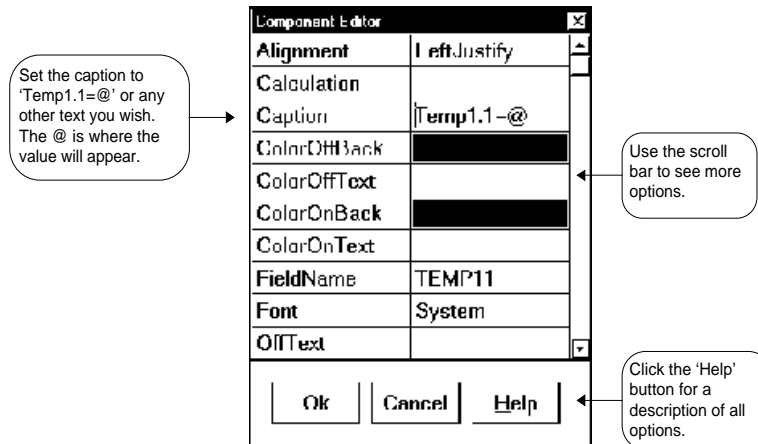 Component Editor
Alignment LeftJustify
Calculation
Caption Temp1.1=@
ColorOffBack
ColorOffText
ColorOnBack
ColorOnText
FieldName TEMP11
Font System
OffText
Ok Cancel Help
Set the caption to
‘Temp1.1=@’ or any
other text you wish.
The @ is where the
value will appear.
Use the scroll
bar to see more
options.
Click the ‘Help’
button for a
description of all
options.